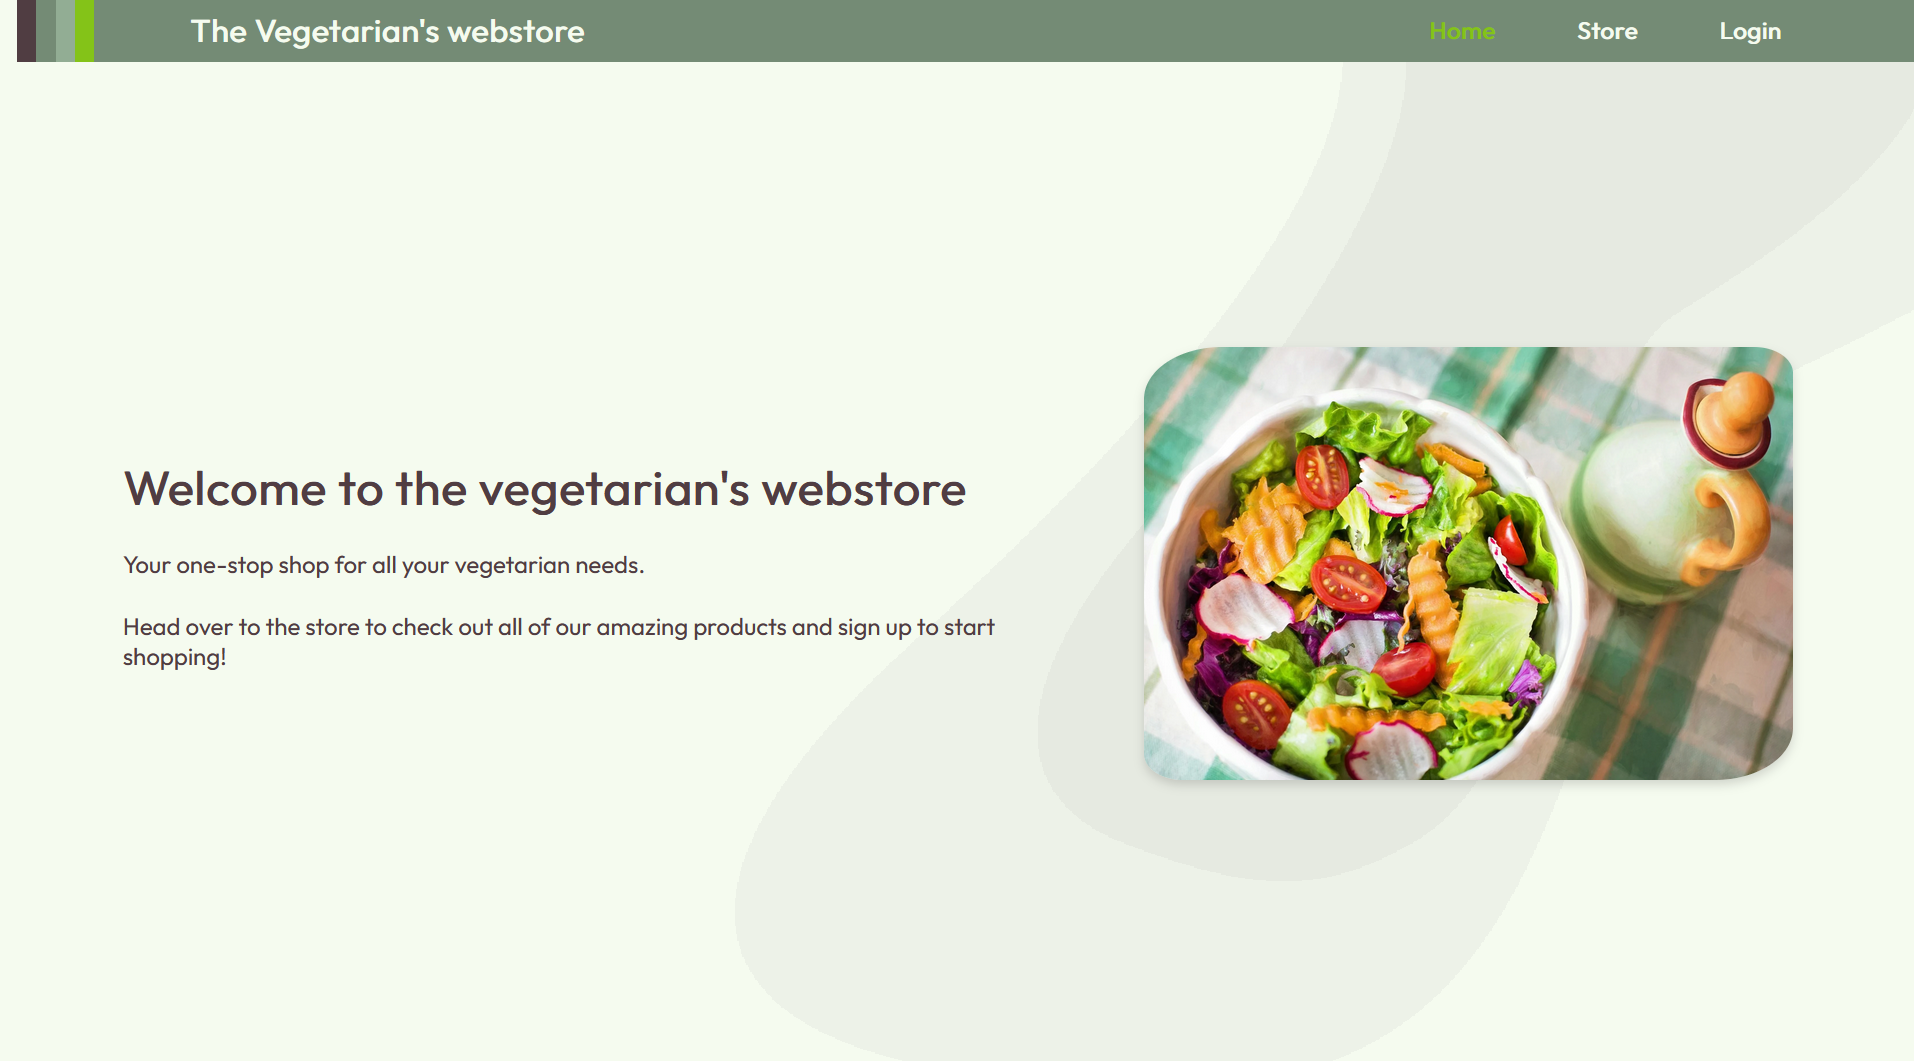 The Vegetarian's webstore
Home
Store
Login
Welcome to the vegetarian's webstore
Your one-stop shop for all your vegetarian needs.
Head over to the store to check out all of our amazing products and sign up to start
shopping!